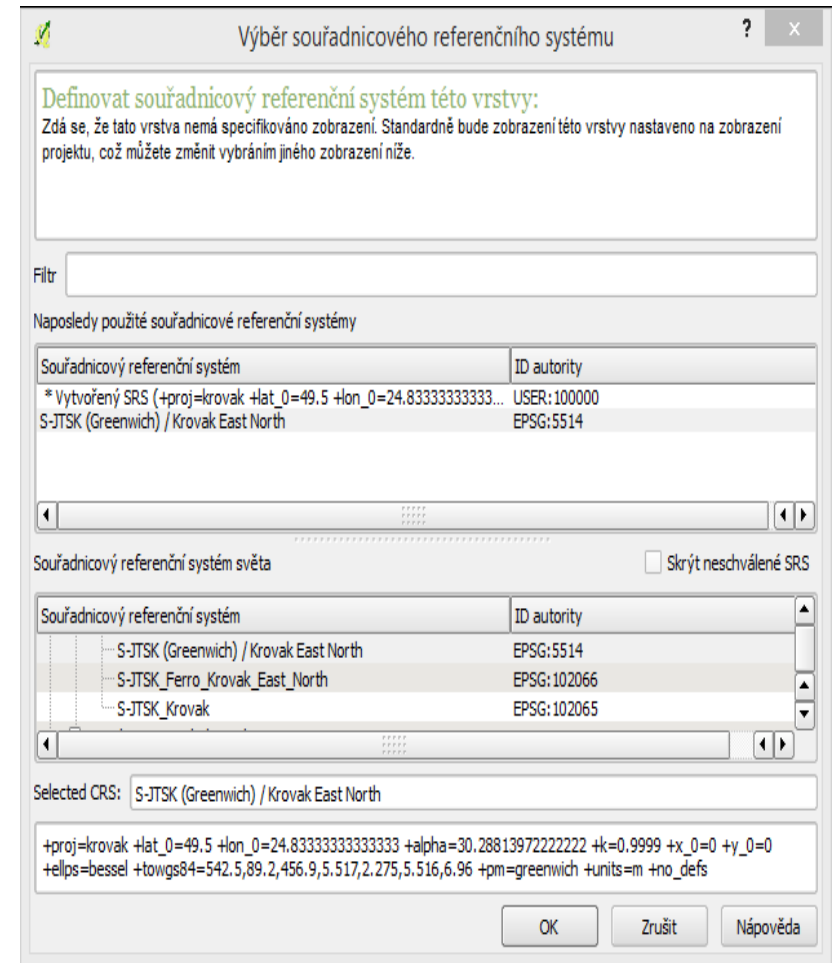 Výběr souřadnicového referenčního systému
?
x
Definovat souřadnicový referenční systém této vrstvy:
Zdá se, že tato vrstva nemá specifikováno zobrazení. Standardně bude zobrazení této vrstvy nastaveno na zobrazení
projektu, což můžete změnit vybráním jiného zobrazení níže.
Filtr
Naposledy použité souřadnicové referenční systémy
Souřadnicový referenční systém ID autority
* Vytvořený SRS (+proj=krovak +lat_0=49.5 +lon_0=24.83333333333... USER:100000
S-JTSK (Greenwich) / Krovak East North EPSG:5514
Souřadnicový referenční systém světa Skrýt neschválené SRS
Souřadnicový referenční systém ID autority
S-JTSK (Greenwich) / Krovak East North EPSG:5514
S-JTSK_Ferro_Krovak_East_North EPSG:102066
S-JTSK_Krovak EPSG:102065
Selected CRS: S-JTSK (Greenwich) / Krovak East North
+proj=krovak +lat_0=49.5 +lon_0=24.83333333333333 +alpha=30.28813972222222 +k=0.9999 +x_0=0 +y_0=0
+ellps=bessel +towgs84=542.5,89.2,456.9,5.517,2.275,5.516,6.96 +pm=greenwich +units=m +no_defs
OK Zrušit Nápověda